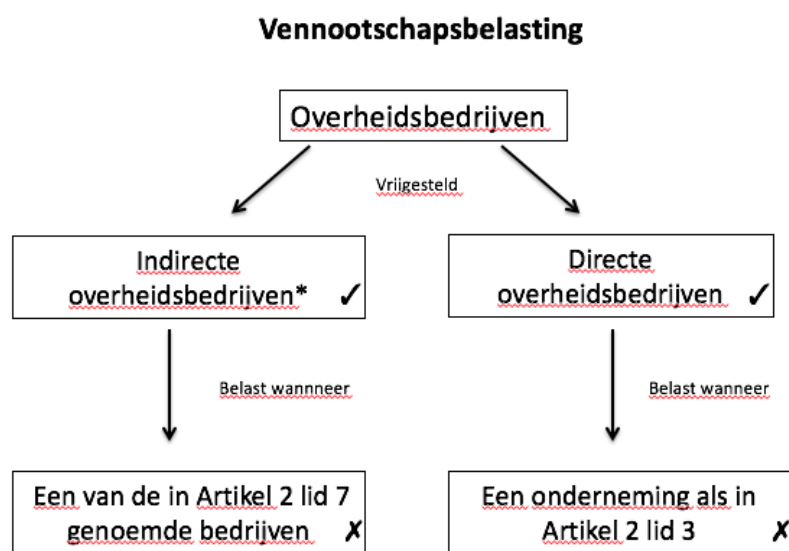 Vennootschapsbelasting
Overheidsbedrijven
Vrijgesteld
Indirecte
overheidsbedrijven* ✓
Directe
overheidsbedrijven ✓
Belast wannneer
Belast wanneer
Een van de in Artikel 2 lid 7
genoemde bedrijven ✗
Een onderneming als in
Artikel 2 lid 3 ✗